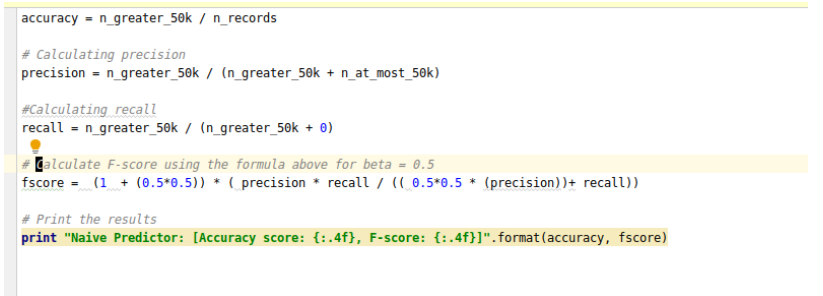 accuracy = n_greater_50k / n_records
# Calculating precision
precision = n_greater_50k / (n_greater_50k + n_at_most_50k)
#Calculating recall
recall = n_greater_50k / (n_greater_50k + 0)
# Calculate F-score using the formula above for beta = 0.5
fscore =  (1  + (0.5*0.5)) * ( precision * recall / (( 0.5*0.5 * (precision))+ recall))
# Print the results
print "Naive Predictor: [Accuracy score: {:.4f}, F-score: {:.4f}]".format(accuracy, fscore)